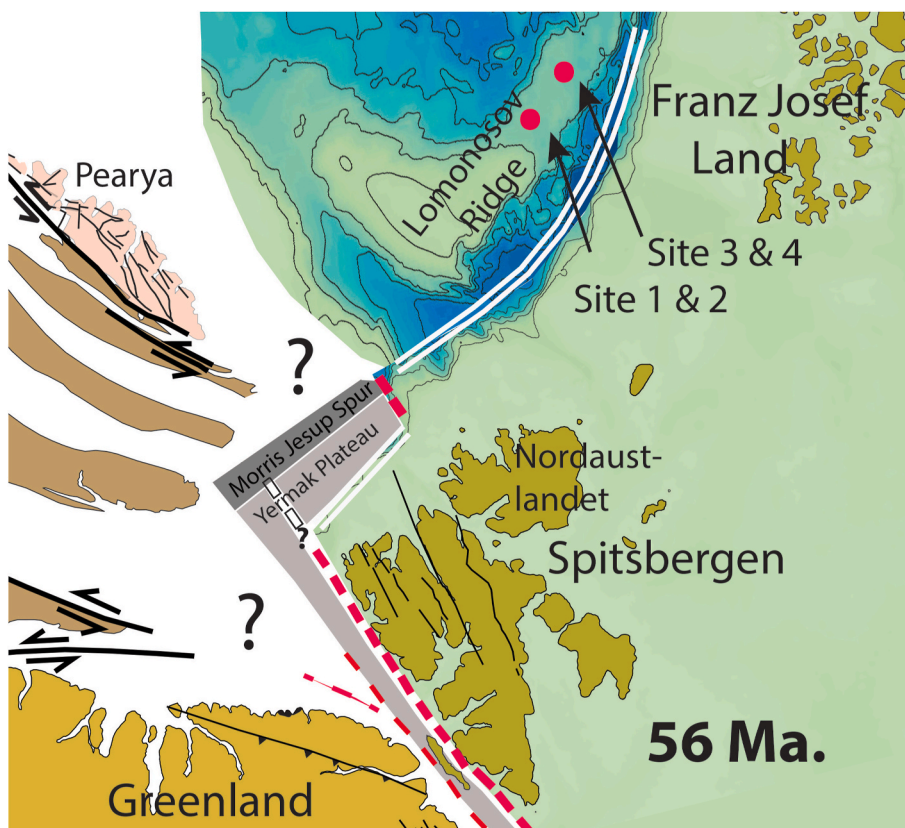 Franz Josef
Land
Lomonosov
Ridge
Pearya
Site 3 & 4
Site 1 & 2
?
Morris Jesup Spur
Yermak Plateau
?
Nordaust-
landet
Spitsbergen
?
56 Ma.
Greenland